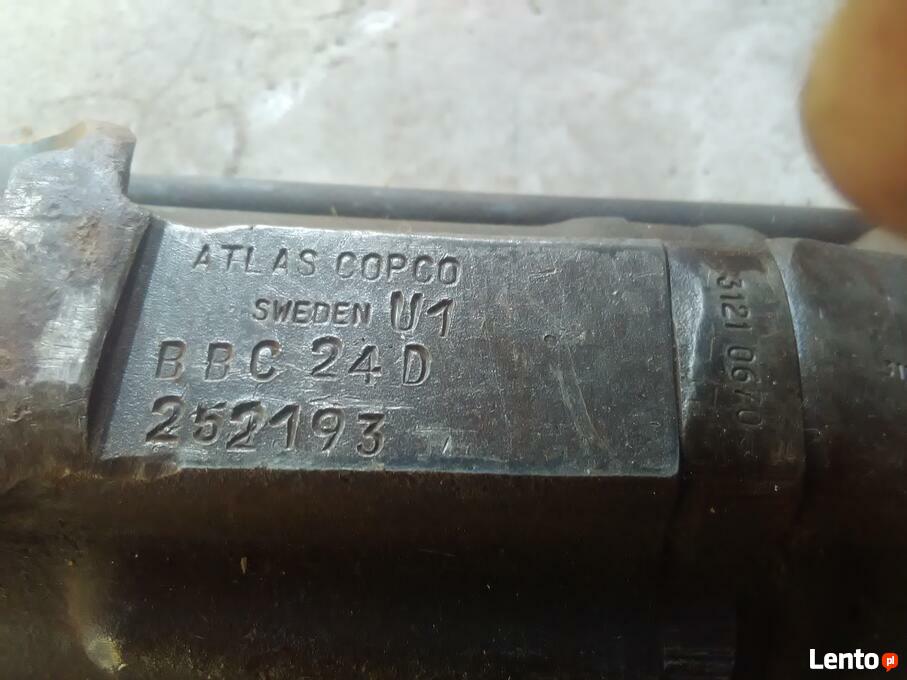 ATLAS COPCO
SWEDEN U1
BBC 24D
252193
3121 0670
Lento pl